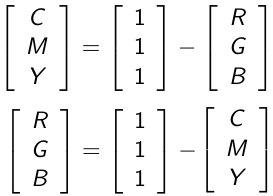 [ C ] = [ 1 ] − [ R ]
[ M ] = [ 1 ] − [ G ]
[ Y ] = [ 1 ] − [ B ]
[ R ] = [ 1 ] − [ C ]
[ G ] = [ 1 ] − [ M ]
[ B ] = [ 1 ] − [ Y ]